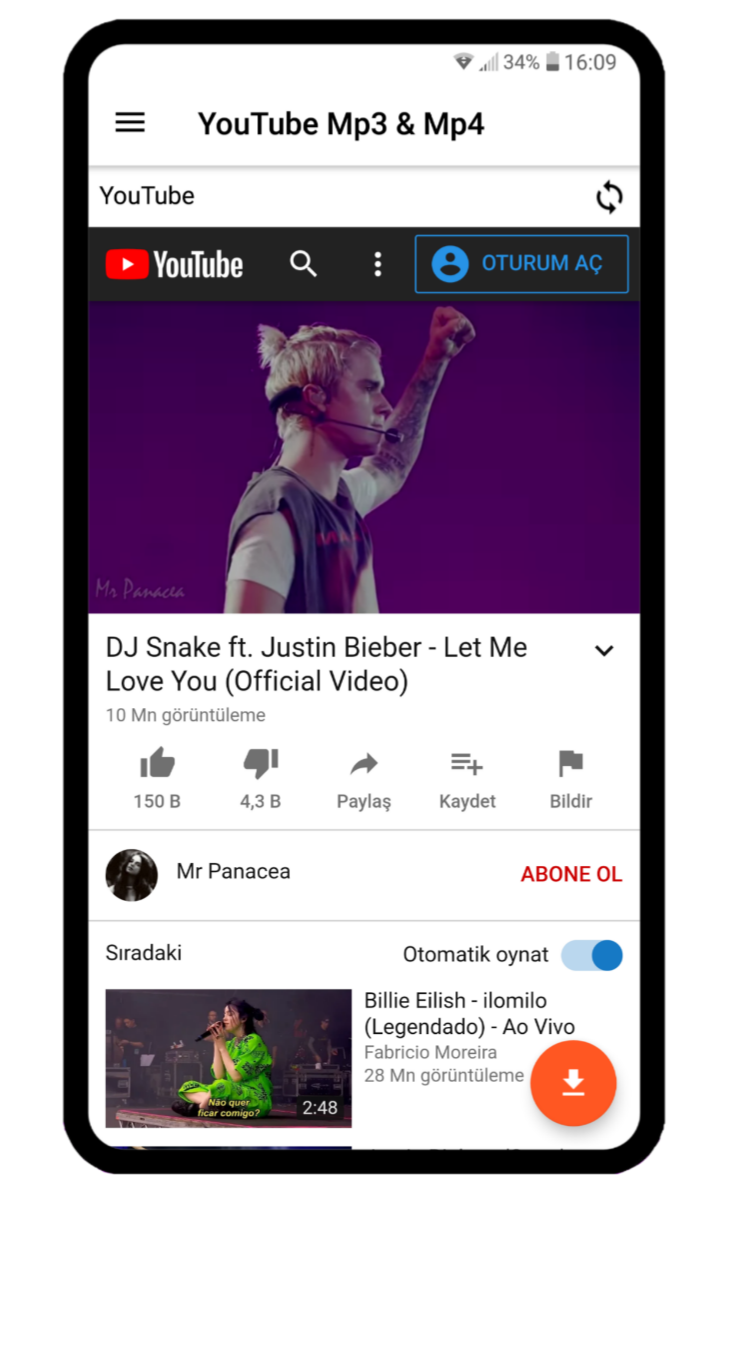 34% 16:09
YouTube Mp3 & Mp4
YouTube
YouTube OTURUM AÇ
Mr Panacea
DJ Snake ft. Justin Bieber - Let Me
Love You (Official Video)
10 Mn görüntüleme
150 B 4,3 B Paylaş Kaydet Bildir
Mr Panacea ABONE OL
Sıradaki Otomatik oynat
Billie Eilish - ilomilo
(Legendado) - Ao Vivo
Fabricio Moreira
28 Mn görüntüleme
Não quer
ficar comigo?
2:48